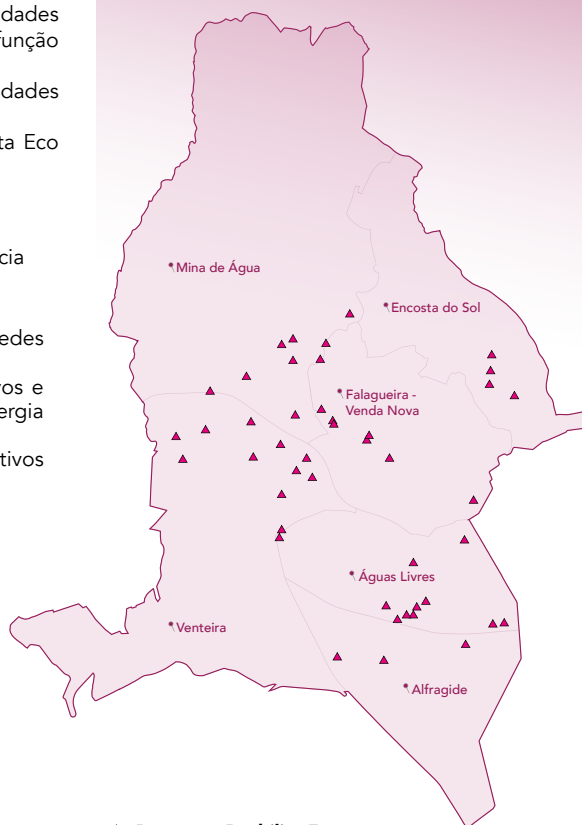 dades
função
dades
ta Eco
cia
edes
vos e
ergia
tivos
Mina de Água
Encosta do Sol
Falagueira -
Venda Nova
Águas Livres
Venteira
Alfragide